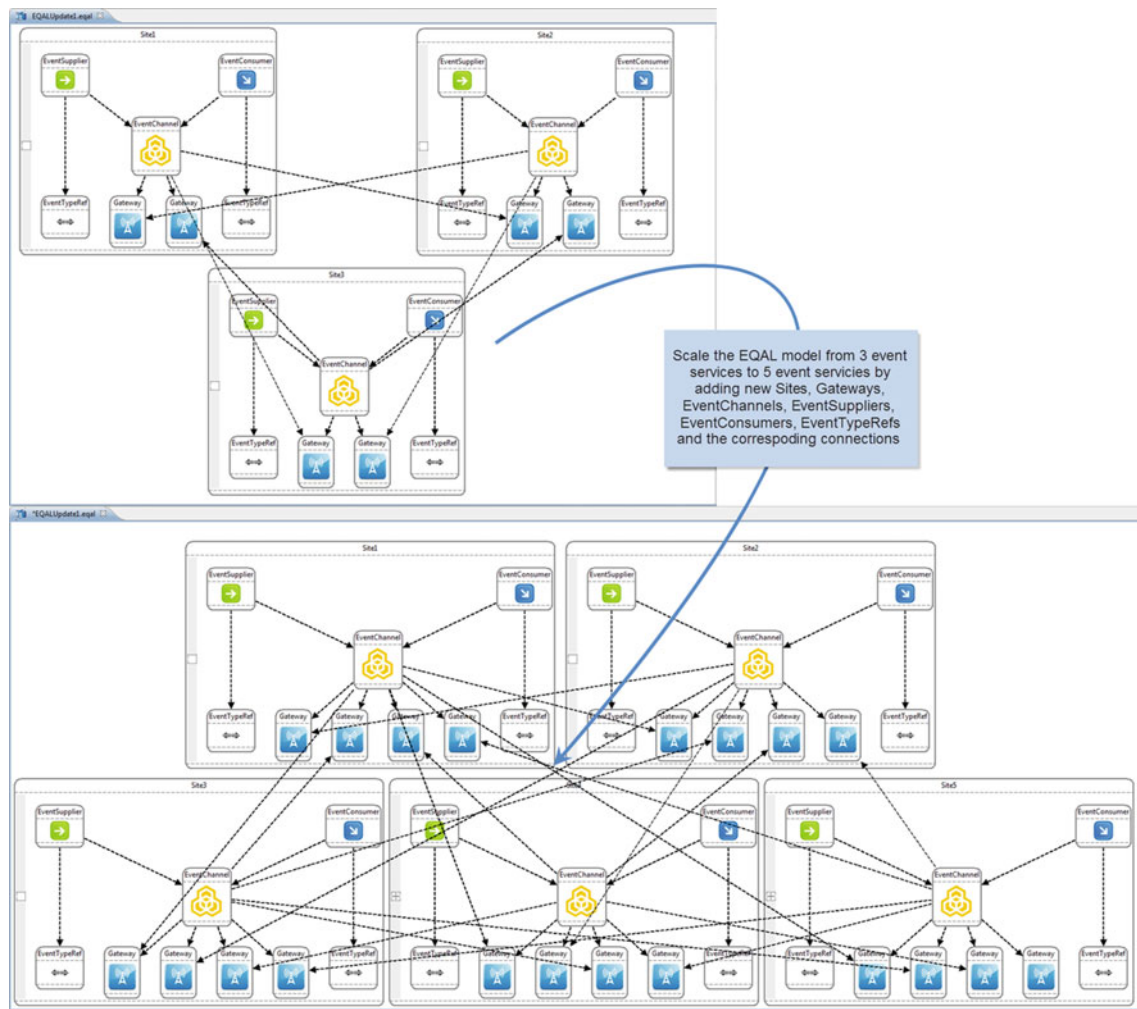 EQALUpdate1.eqal
Site1
Site2
EventSupplier
EventConsumer
EventSupplier
EventConsumer
EventChannel
EventChannel
EventTypeRef
Gateway
Gateway
EventTypeRef
EventTypeRef
Gateway
Gateway
EventTypeRef
Site3
EventSupplier
EventConsumer
EventChannel
EventTypeRef
Gateway
Gateway
EventTypeRef
Scale the EQAL model from 3 event
services to 5 event servicies by
adding new Sites, Gateways,
EventChannels, EventSuppliers,
EventConsumers, EventTypeRefs
and the correspoding connections
*EQALUpdate1.eqal
Site1
Site2
EventSupplier
EventConsumer
EventSupplier
EventConsumer
EventChannel
EventChannel
EventTypeRef
Gateway
Gateway
Gateway
Gateway
EventTypeRef
EventTypeRef
Gateway
Gateway
Gateway
Gateway
EventTypeRef
Site3
Site5
EventSupplier
EventConsumer
EventSupplier
EventConsumer
EventSupplier
EventConsumer
EventChannel
EventChannel
EventChannel
EventTypeRef
Gateway
Gateway
Gateway
Gateway
EventTypeRef
EventTypeRef
Gateway
Gateway
Gateway
Gateway
EventTypeRef
EventTypeRef
Gateway
Gateway
Gateway
Gateway
EventTypeRef